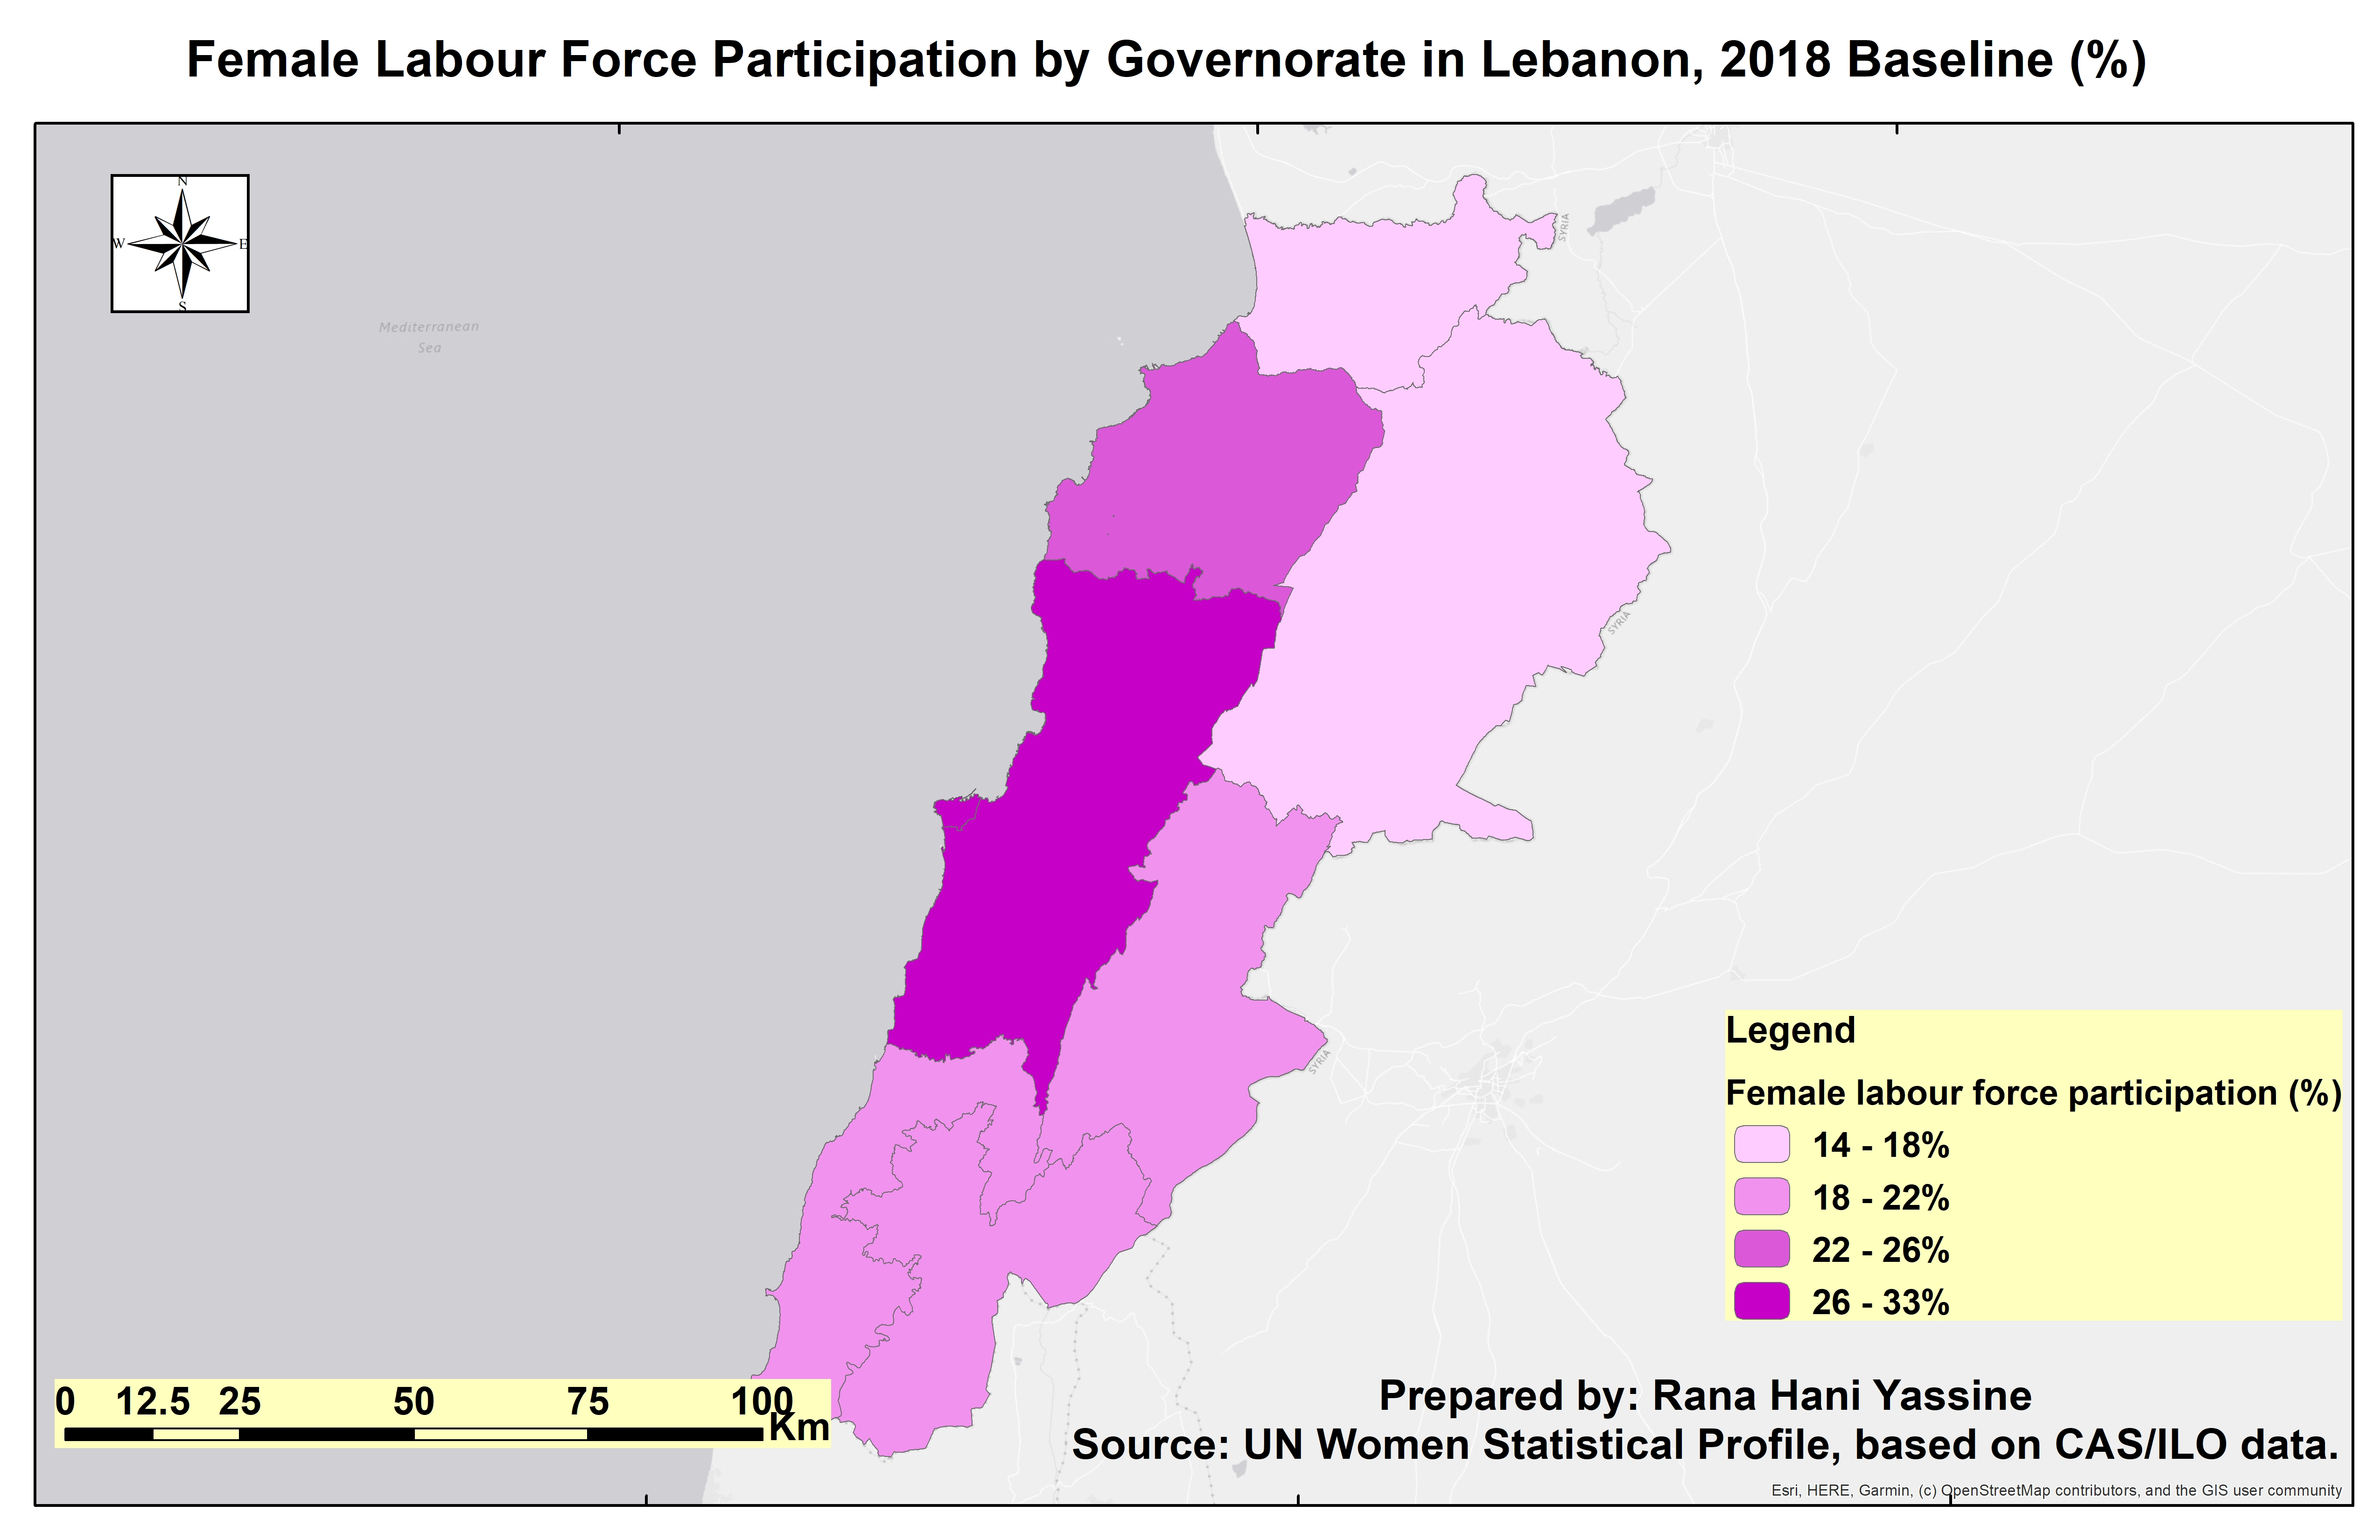 Female Labour Force Participation by Governorate in Lebanon, 2018 Baseline (%)
N
W E
S
Mediterranean
Sea
SYRIA
SYRIA
SYRIA
Legend
Female labour force participation (%)
14 - 18%
18 - 22%
22 - 26%
26 - 33%
0 12.5 25 50 75 100
Km
Prepared by: Rana Hani Yassine
Source: UN Women Statistical Profile, based on CAS/ILO data.
Esri, HERE, Garmin, (c) OpenStreetMap contributors, and the GIS user community